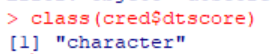 > class(cred$dtscore)
[1] "character"